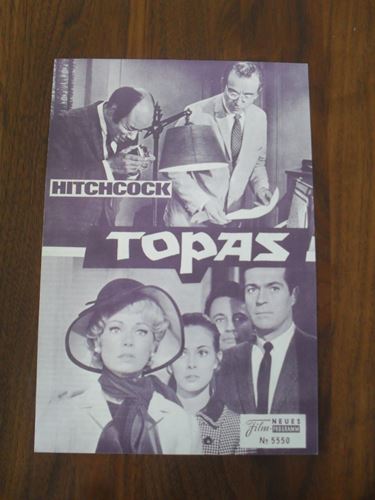 HITCHCOCK
TOPAS
NEUES
Film-PROGRAMM
Nr 5550